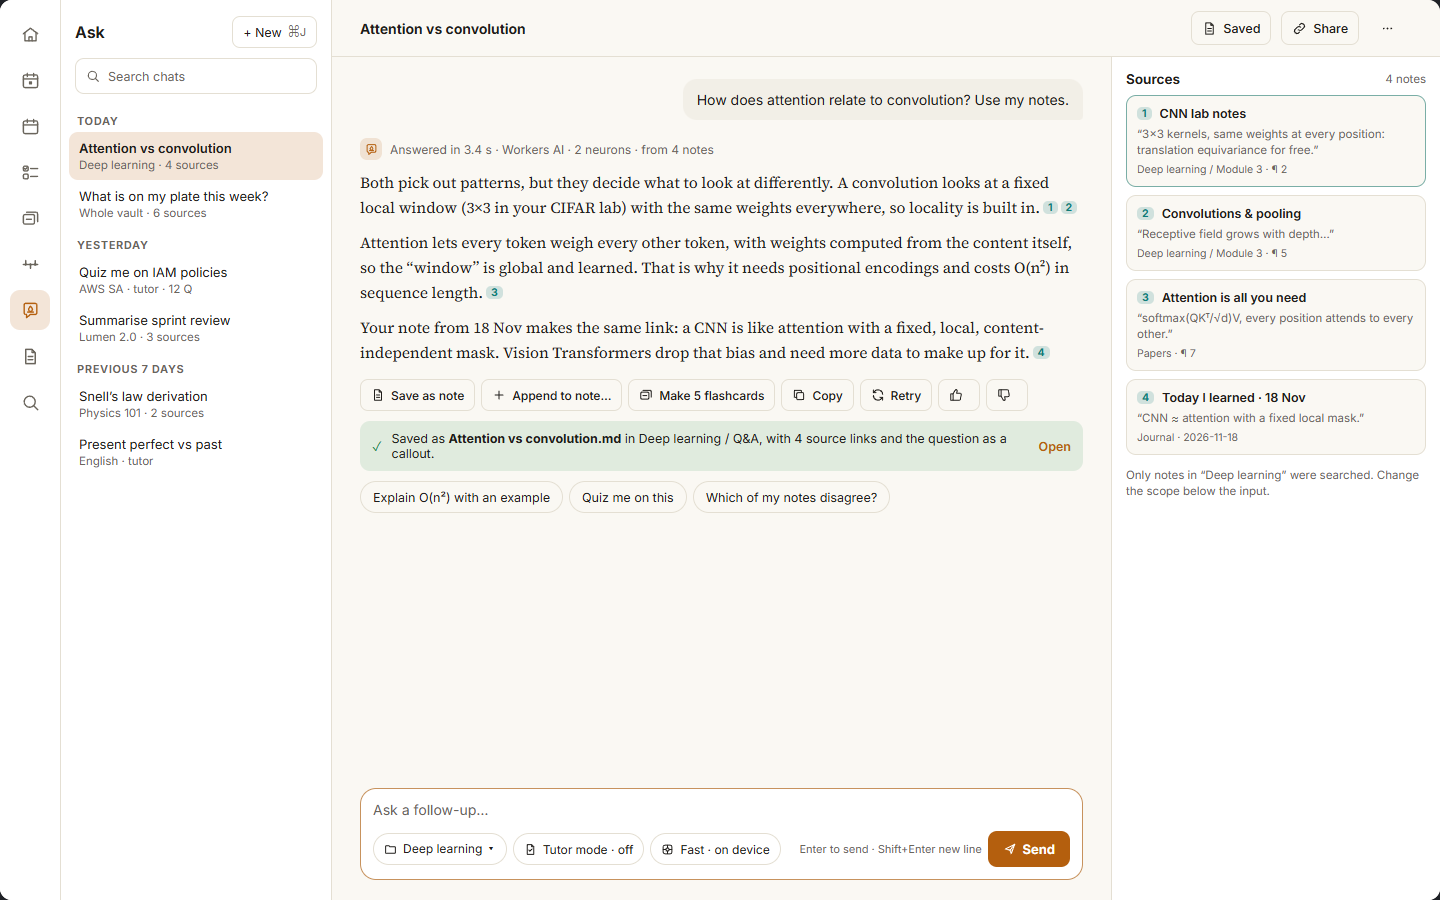 Ask
+ New ⌘J
Search chats
TODAY
Attention vs convolution
Deep learning · 4 sources
What is on my plate this week?
Whole vault · 6 sources
YESTERDAY
Quiz me on IAM policies
AWS SA · tutor · 12 Q
Summarise sprint review
Lumen 2.0 · 3 sources
PREVIOUS 7 DAYS
Snell’s law derivation
Physics 101 · 2 sources
Present perfect vs past
English · tutor
Attention vs convolution
Saved
Share
···
How does attention relate to convolution? Use my notes.
Answered in 3.4 s · Workers AI · 2 neurons · from 4 notes
Both pick out patterns, but they decide what to look at differently. A convolution looks at a fixed
local window (3×3 in your CIFAR lab) with the same weights everywhere, so locality is built in. 1 2
Attention lets every token weigh every other token, with weights computed from the content itself,
so the “window” is global and learned. That is why it needs positional encodings and costs O(n²) in
sequence length. 3
Your note from 18 Nov makes the same link: a CNN is like attention with a fixed, local, content-
independent mask. Vision Transformers drop that bias and need more data to make up for it. 4
Save as note
Append to note...
Make 5 flashcards
Copy
Retry
Saved as Attention vs convolution.md in Deep learning / Q&A, with 4 source links and the question as a
callout.
Open
Explain O(n²) with an example
Quiz me on this
Which of my notes disagree?
Ask a follow-up...
Deep learning
Tutor mode · off
Fast · on device
Enter to send · Shift+Enter new line
Send
Sources
4 notes
1 CNN lab notes
“3×3 kernels, same weights at every position:
translation equivariance for free.”
Deep learning / Module 3 · ¶ 2
2 Convolutions & pooling
“Receptive field grows with depth...”
Deep learning / Module 3 · ¶ 5
3 Attention is all you need
“softmax(QKᵀ/√d)V, every position attends to every
other.”
Papers · ¶ 7
4 Today I learned · 18 Nov
“CNN ≈ attention with a fixed local mask.”
Journal · 2026-11-18
Only notes in “Deep learning” were searched. Change
the scope below the input.